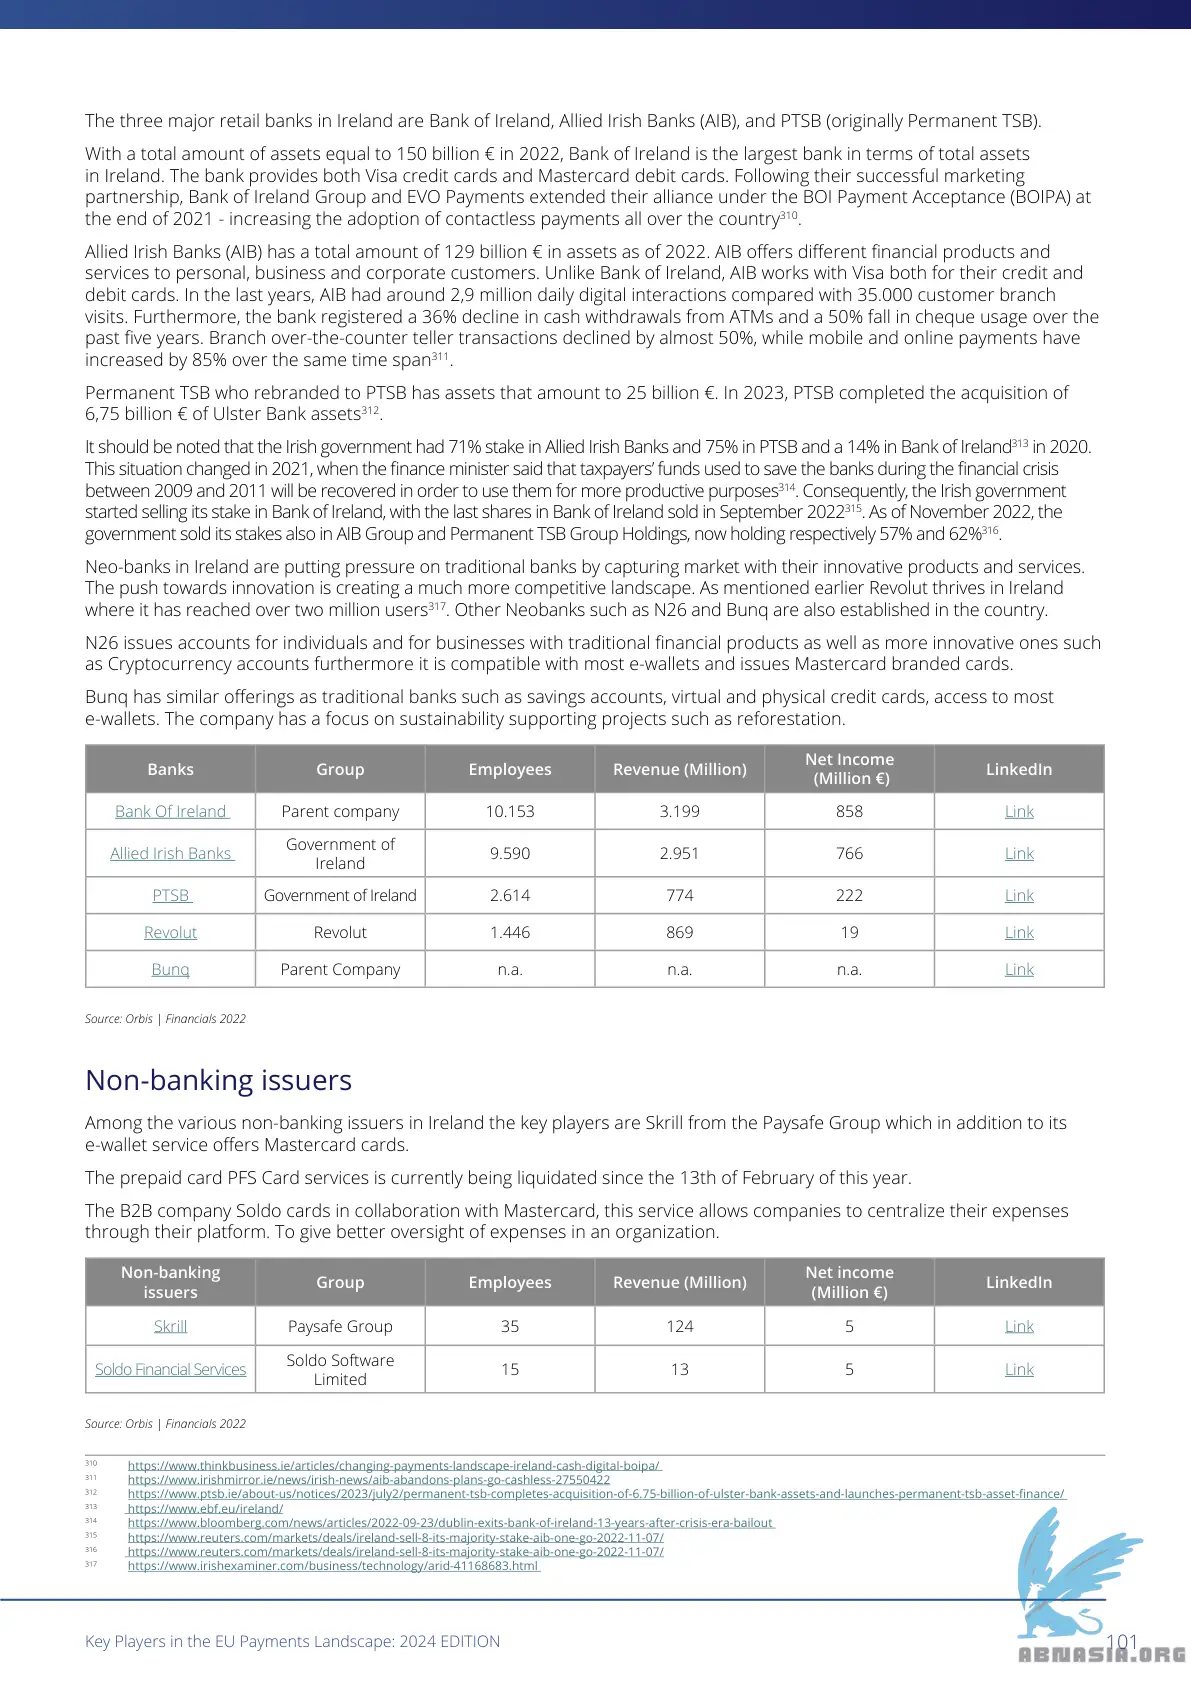 The three major retail banks in Ireland are Bank of Ireland, Allied Irish Banks (AIB), and PTSB (originally Permanent TSB).
With a total amount of assets equal to 150 billion € in 2022, Bank of Ireland is the largest bank in terms of total assets
in Ireland. The bank provides both Visa credit cards and Mastercard debit cards. Following their successful marketing
partnership, Bank of Ireland Group and EVO Payments extended their alliance under the BOI Payment Acceptance (BOIPA) at
the end of 2021 - increasing the adoption of contactless payments all over the country310.
Allied Irish Banks (AIB) has a total amount of 129 billion € in assets as of 2022. AIB offers different financial products and
services to personal, business and corporate customers. Unlike Bank of Ireland, AIB works with Visa both for their credit and
debit cards. In the last years, AIB had around 2,9 million daily digital interactions compared with 35.000 customer branch
visits. Furthermore, the bank registered a 36% decline in cash withdrawals from ATMs and a 50% fall in cheque usage over the
past five years. Branch over-the-counter teller transactions declined by almost 50%, while mobile and online payments have
increased by 85% over the same time span311.
Permanent TSB who rebranded to PTSB has assets that amount to 25 billion €. In 2023, PTSB completed the acquisition of
6,75 billion € of Ulster Bank assets312.
It should be noted that the Irish government had 71% stake in Allied Irish Banks and 75% in PTSB and a 14% in Bank of Ireland313 in 2020.
This situation changed in 2021, when the finance minister said that taxpayers' funds used to save the banks during the financial crisis
between 2009 and 2011 will be recovered in order to use them for more productive purposes314. Consequently, the Irish government
started selling its stake in Bank of Ireland, with the last shares in Bank of Ireland sold in September 2022315. As of November 2022, the
government sold its stakes also in AIB Group and Permanent TSB Group Holdings, now holding respectively 57% and 62%316.
Neo-banks in Ireland are putting pressure on traditional banks by capturing market with their innovative products and services.
The push towards innovation is creating a much more competitive landscape. As mentioned earlier Revolut thrives in Ireland
where it has reached over two million users317. Other Neobanks such as N26 and Bunq are also established in the country.
N26 issues accounts for individuals and for businesses with traditional financial products as well as more innovative ones such
as Cryptocurrency accounts furthermore it is compatible with most e-wallets and issues Mastercard branded cards.
Bunq has similar offerings as traditional banks such as savings accounts, virtual and physical credit cards, access to most
e-wallets. The company has a focus on sustainability supporting projects such as reforestation.
Banks Group Employees Revenue (Million) Net Income (Million €) LinkedIn
Bank Of Ireland Parent company 10.153 3.199 858 Link
Allied Irish Banks Government of Ireland 9.590 2.951 766 Link
PTSB Government of Ireland 2.614 774 222 Link
Revolut Revolut 1.446 869 19 Link
Bunq Parent Company n.a. n.a. n.a. Link
Source: Orbis | Financials 2022
Non-banking issuers
Among the various non-banking issuers in Ireland the key players are Skrill from the Paysafe Group which in addition to its
e-wallet service offers Mastercard cards.
The prepaid card PFS Card services is currently being liquidated since the 13th of February of this year.
The B2B company Soldo cards in collaboration with Mastercard, this service allows companies to centralize their expenses
through their platform. To give better oversight of expenses in an organization.
Non-banking issuers Group Employees Revenue (Million) Net income (Million €) LinkedIn
Skrill Paysafe Group 35 124 5 Link
Soldo Financial Services Soldo Software Limited 15 13 5 Link
Source: Orbis | Financials 2022
310 https://www.thinkbusiness.ie/articles/changing-payments-landscape-ireland-cash-digital-boipa/
311 https://www.irishmirror.ie/news/irish-news/aib-abandons-plans-go-cashless-27550422
312 https://www.ptsb.ie/about-us/notices/2023/july2/permanent-tsb-completes-acquisition-of-6.75-billion-of-ulster-bank-assets-and-launches-permanent-tsb-asset-finance/
313 https://www.ebf.eu/ireland/
314 https://www.bloomberg.com/news/articles/2022-09-23/dublin-exits-bank-of-ireland-13-years-after-crisis-era-bailout
315 https://www.reuters.com/markets/deals/ireland-sell-8-its-majority-stake-aib-one-go-2022-11-07/
316 https://www.reuters.com/markets/deals/ireland-sell-8-its-majority-stake-aib-one-go-2022-11-07/
317 https://www.irishexaminer.com/business/technology/arid-41168683.html
Key Players in the EU Payments Landscape: 2024 EDITION 101
ABNASIA.ORG